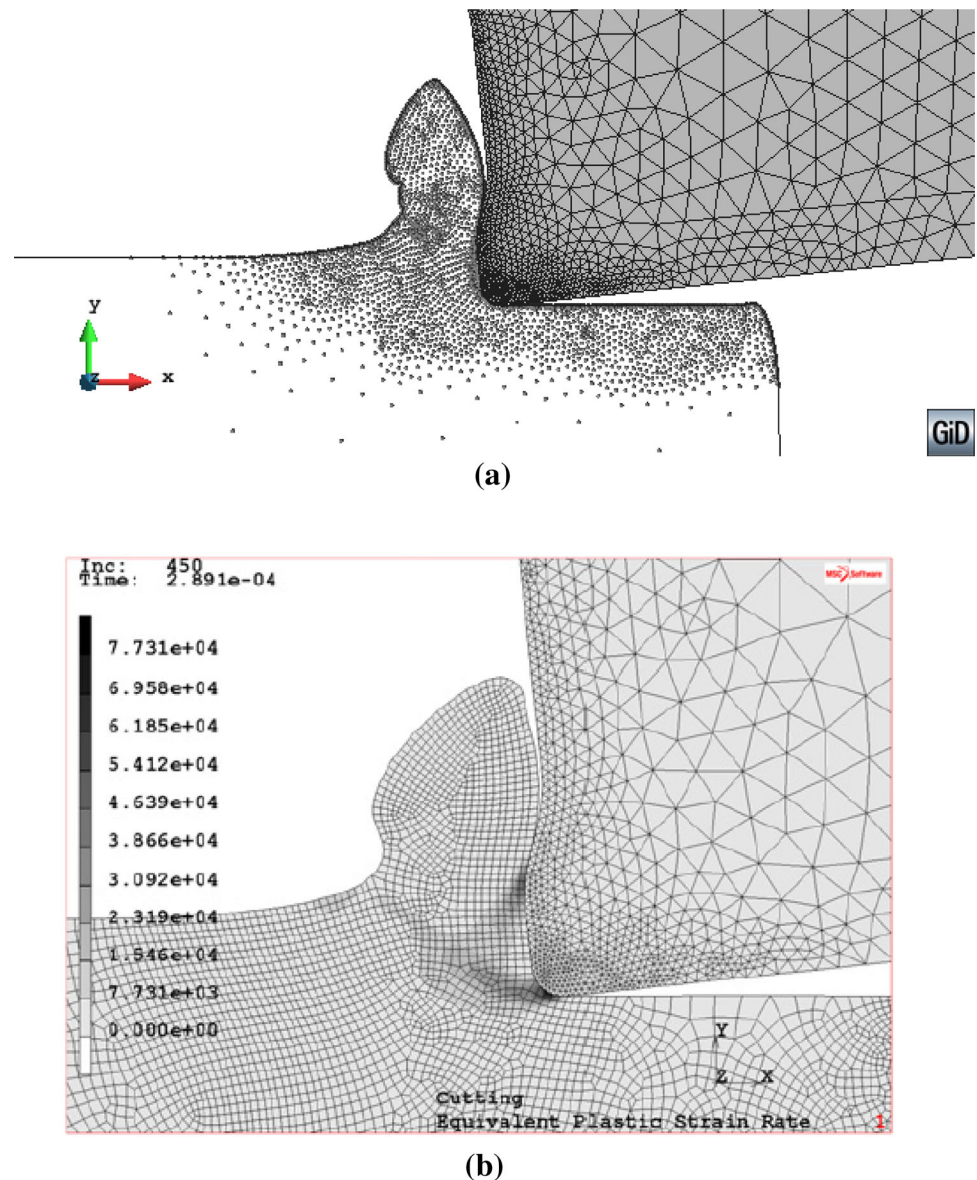 y
z
x
GiD
(a)
Inc: 450
Time: 2.891e-04
MSC Software
7.731e+04
6.958e+04
6.185e+04
5.412e+04
4.639e+04
3.866e+04
3.092e+04
2.319e+04
1.546e+04
7.731e+03
0.000e+00
Y
Z
X
Cutting
Equivalent Plastic Strain Rate
1
(b)